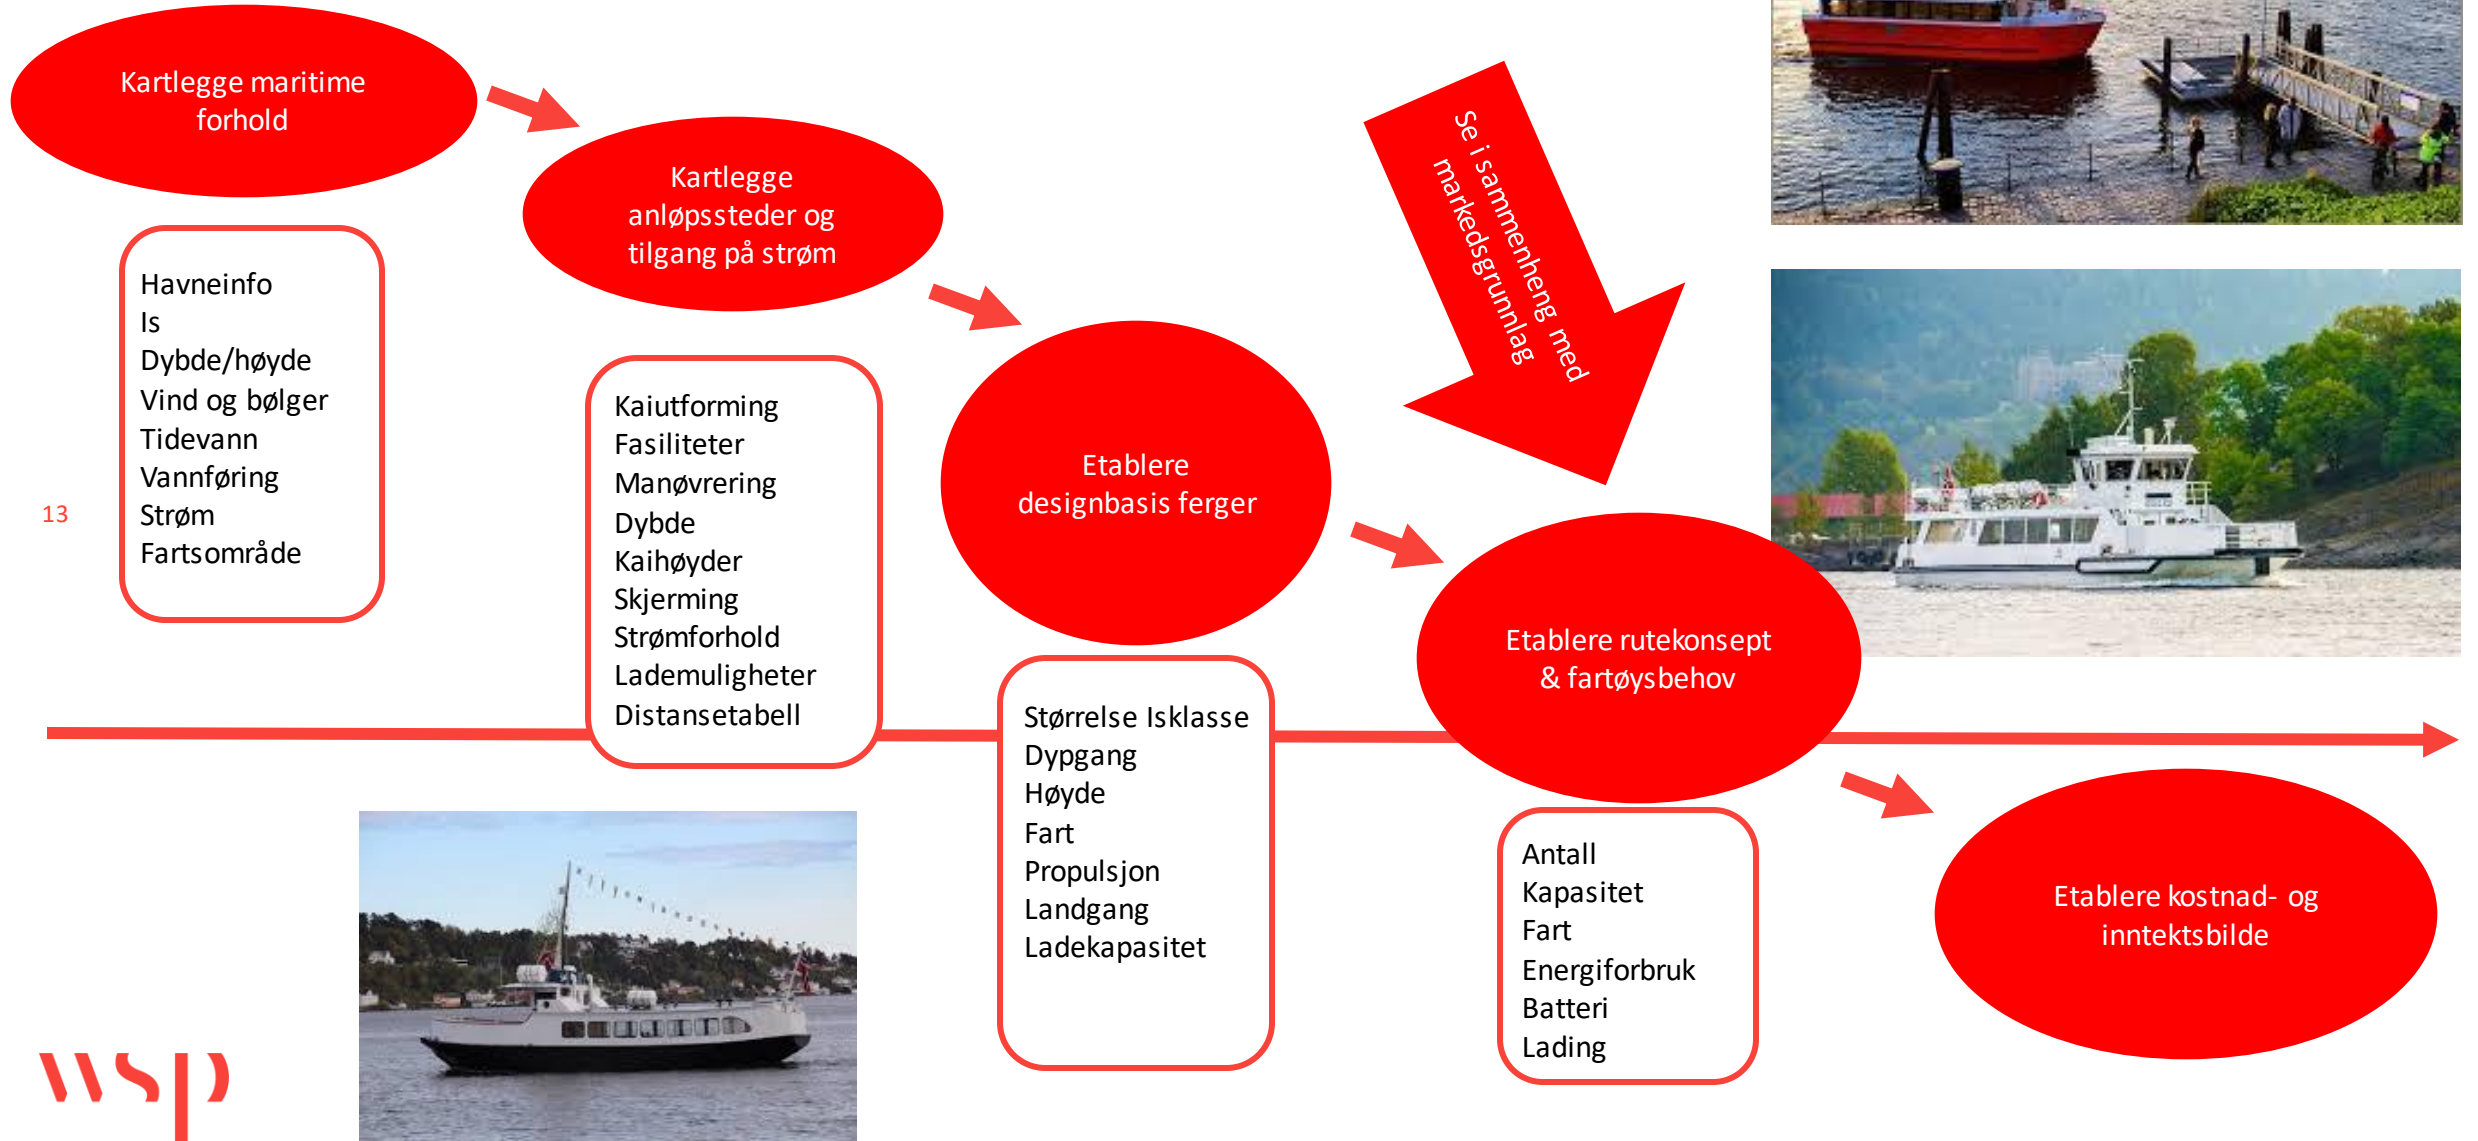 Kartlegge maritime
forhold
Havneinfo
Is
Dybde/høyde
Vind og bølger
Tidevann
Vannføring
Strøm
Fartsområde
Kartlegge
anløpssteder og
tilgang på strøm
Kaiutforming
Fasiliteter
Manøvrering
Dybde
Kaihøyder
Skjerming
Strømforhold
Lademuligheter
Distansetabell
Etablere
designbasis ferger
Størrelse Isklasse
Dypgang
Høyde
Fart
Propulsjon
Landgang
Ladekapasitet
Se i sammenheng med
markedsgrunnlag
Etablere rutekonsept
& fartøysbehov
Antall
Kapasitet
Fart
Energiforbruk
Batteri
Lading
Etablere kostnad- og
inntektsbilde
13
wsp